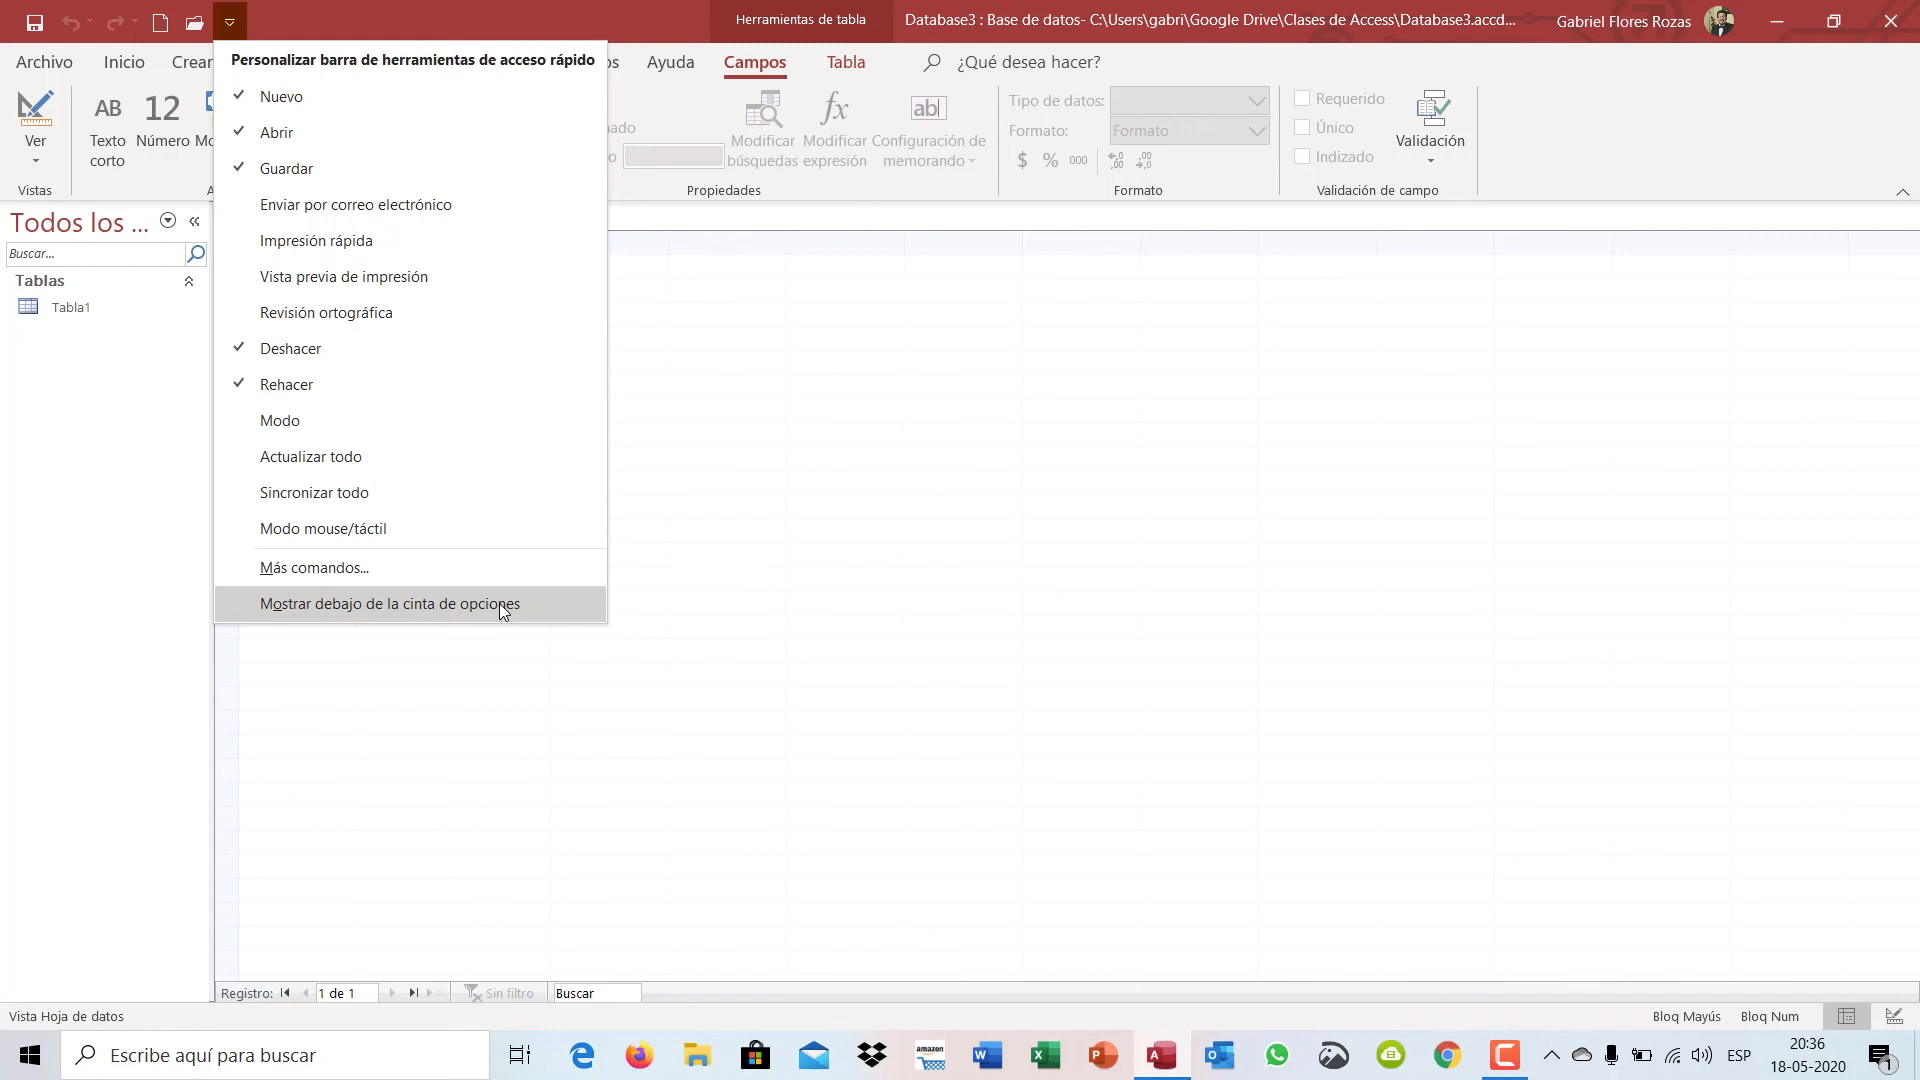 Herramientas de tabla
Database3 : Base de datos- C:\Users\gabri\Google Drive\Clases de Access\Database3.accd...
Gabriel Flores Rozas
Archivo
Inicio
Crear
Ayuda
Campos
Tabla
¿Qué desea hacer?
Personalizar barra de herramientas de acceso rápido
Nuevo
Abrir
Guardar
Enviar por correo electrónico
Impresión rápida
Vista previa de impresión
Revisión ortográfica
Deshacer
Rehacer
Modo
Actualizar todo
Sincronizar todo
Modo mouse/táctil
Más comandos...
Mostrar debajo de la cinta de opciones
Ver
Vistas
AB
Texto
corto
12
Número
fx
ab|
Modificar
búsquedas
Modificar
expresión
Configuración de
memorando
Propiedades
Tipo de datos:
Formato:
Formato
$ % 000
Formato
Requerido
Único
Indizado
Validación
Validación de campo
Todos los ...
Buscar...
Tablas
Tabla1
Registro:
1 de 1
Sin filtro
Buscar
Vista Hoja de datos
Bloq Mayús
Bloq Num
Escribe aquí para buscar
amazon
ESP
20:36
18-05-2020
1